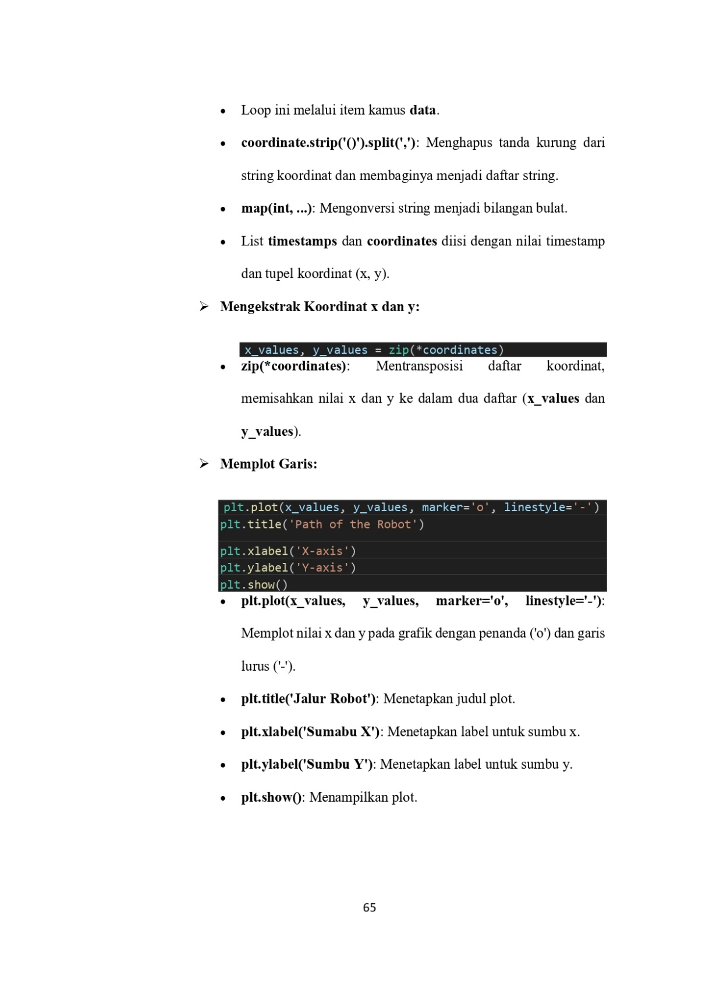 • Loop ini melalui item kamus data.
• coordinate.strip('()').split(','): Menghapus tanda kurung dari
string koordinat dan membaginya menjadi daftar string.
• map(int, ...): Mengonversi string menjadi bilangan bulat.
• List timestamps dan coordinates diisi dengan nilai timestamp
dan tupel koordinat (x, y).
➢ Mengekstrak Koordinat x dan y:
x_values, y_values = zip(*coordinates)
• zip(*coordinates): Mentransposisi daftar koordinat,
memisahkan nilai x dan y ke dalam dua daftar (x_values dan
y_values).
➢ Memplot Garis:
plt.plot(x_values, y_values, marker='o', linestyle='-')
plt.title('Path of the Robot')
plt.xlabel('X-axis')
plt.ylabel('Y-axis')
plt.show()
• plt.plot(x_values, y_values, marker='o', linestyle='-'):
Memplot nilai x dan y pada grafik dengan penanda ('o') dan garis
lurus ('-').
• plt.title('Jalur Robot'): Menetapkan judul plot.
• plt.xlabel('Sumabu X'): Menetapkan label untuk sumbu x.
• plt.ylabel('Sumbu Y'): Menetapkan label untuk sumbu y.
• plt.show(): Menampilkan plot.
65